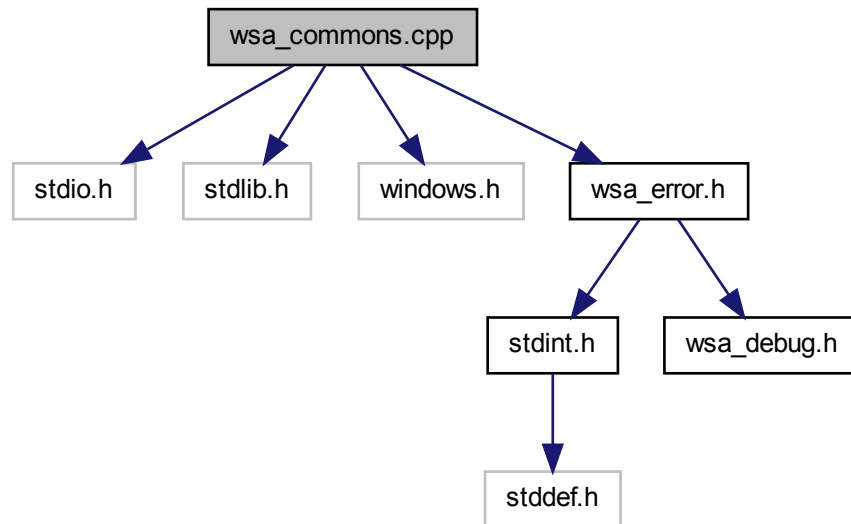 wsa_commons.cpp
stdio.h
stdlib.h
windows.h
wsa_error.h
stdint.h
wsa_debug.h
stddef.h